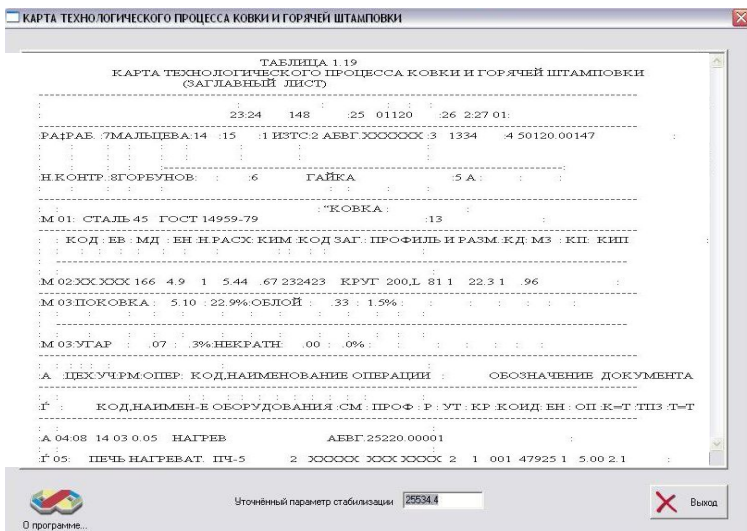 КАРТА ТЕХНОЛОГИЧЕСКОГО ПРОЦЕССА КОВКИ И ГОРЯЧЕЙ ШТАМПОВКИ
ТАБЛИЦА 1.19
КАРТА ТЕХНОЛОГИЧЕСКОГО ПРОЦЕССА КОВКИ И ГОРЯЧЕЙ ШТАМПОВКИ
(ЗАГЛАВНЫЙ ЛИСТ)
23:24 148 :25 01120 :26 2:27 01:
:РА‡РАБ. :7МАЛЬЦЕВА:14 :15 :1 ИЗТС:2 АБВГ.XXXXXX :3 1334 :4 50120.00147 :
:Н.КОНТР.:8ГОРБУНОВ: : :6 ГАЙКА :5 А : : :
: "КОВКА : :
:М 01: СТАЛЬ 45 ГОСТ 14959-79 :13 :
: : КОД : ЕВ : МД : ЕН :Н.РАСХ: КИМ :КОД ЗАГ.: ПРОФИЛЬ И РАЗМ.:КД: МЗ : КП: КИП :
:М 02:XX.XXX 166 4.9 1 5.44 .67 232423 КРУГ 200,L 81 1 22.3 1 .96 :
:М 03:ПОКОВКА : 5.10 : 22.9%:ОБЛОЙ : .33 : 1.5% : : : : : :
:М 03:УГАР : .07 : .3%:НЕКРАТН: .00 : .0% : : : : : :
:А :ЦЕХ:УЧ:РМ:ОПЕР: КОД,НАИМЕНОВАНИЕ ОПЕРАЦИИ : ОБОЗНАЧЕНИЕ ДОКУМЕНТА
:Ѓ : КОД,НАИМЕН-Е ОБОРУДОВАНИЯ :СМ : ПРОФ : Р : УТ : КР :КОИД: ЕН : ОП :К=Т :ТПЗ :Т=Т
:А 04:08 14 03 0.05 НАГРЕВ АБВГ.25220.00001 :
:Ѓ 05: ПЕЧЬ НАГРЕВАТ. ПЧ-5 2 XXXXXX XXX XXXX 2 1 001 47925 1 5.00 2.1 :
Уточнённый параметр стабилизации 25534.4
Выход
О программе...